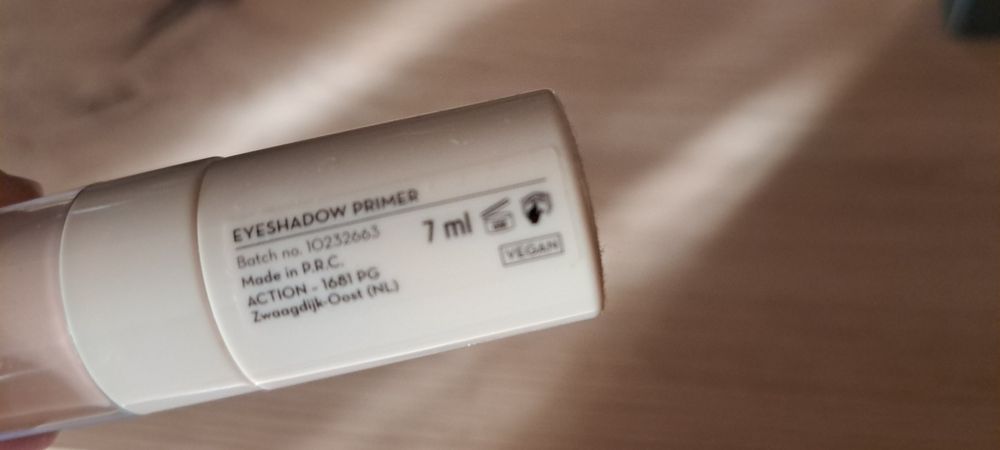 EYESHADOW PRIMER
Batch no. 10232663
Made in P.R.C.
ACTION - 1681 PG
Zwaagdijk-Oost (NL)
7 ml
VEGAN